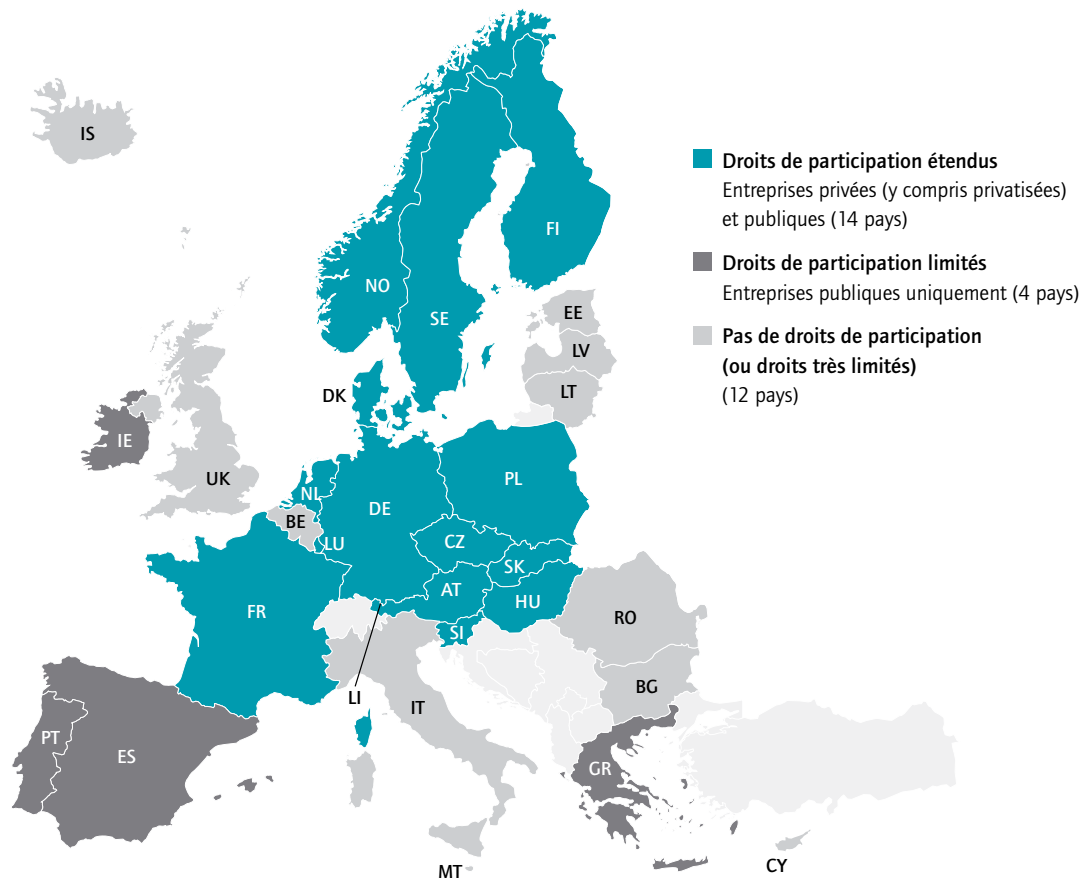 IS
FI
NO
SE
EE
LV
LT
DK
IE
UK
NL
BE
LU
DE
PL
CZ
SK
AT
HU
SI
FR
LI
IT
RO
BG
PT
ES
GR
MT
CY
Droits de participation étendus
Entreprises privées (y compris privatisées)
et publiques (14 pays)
Droits de participation limités
Entreprises publiques uniquement (4 pays)
Pas de droits de participation
(ou droits très limités)
(12 pays)